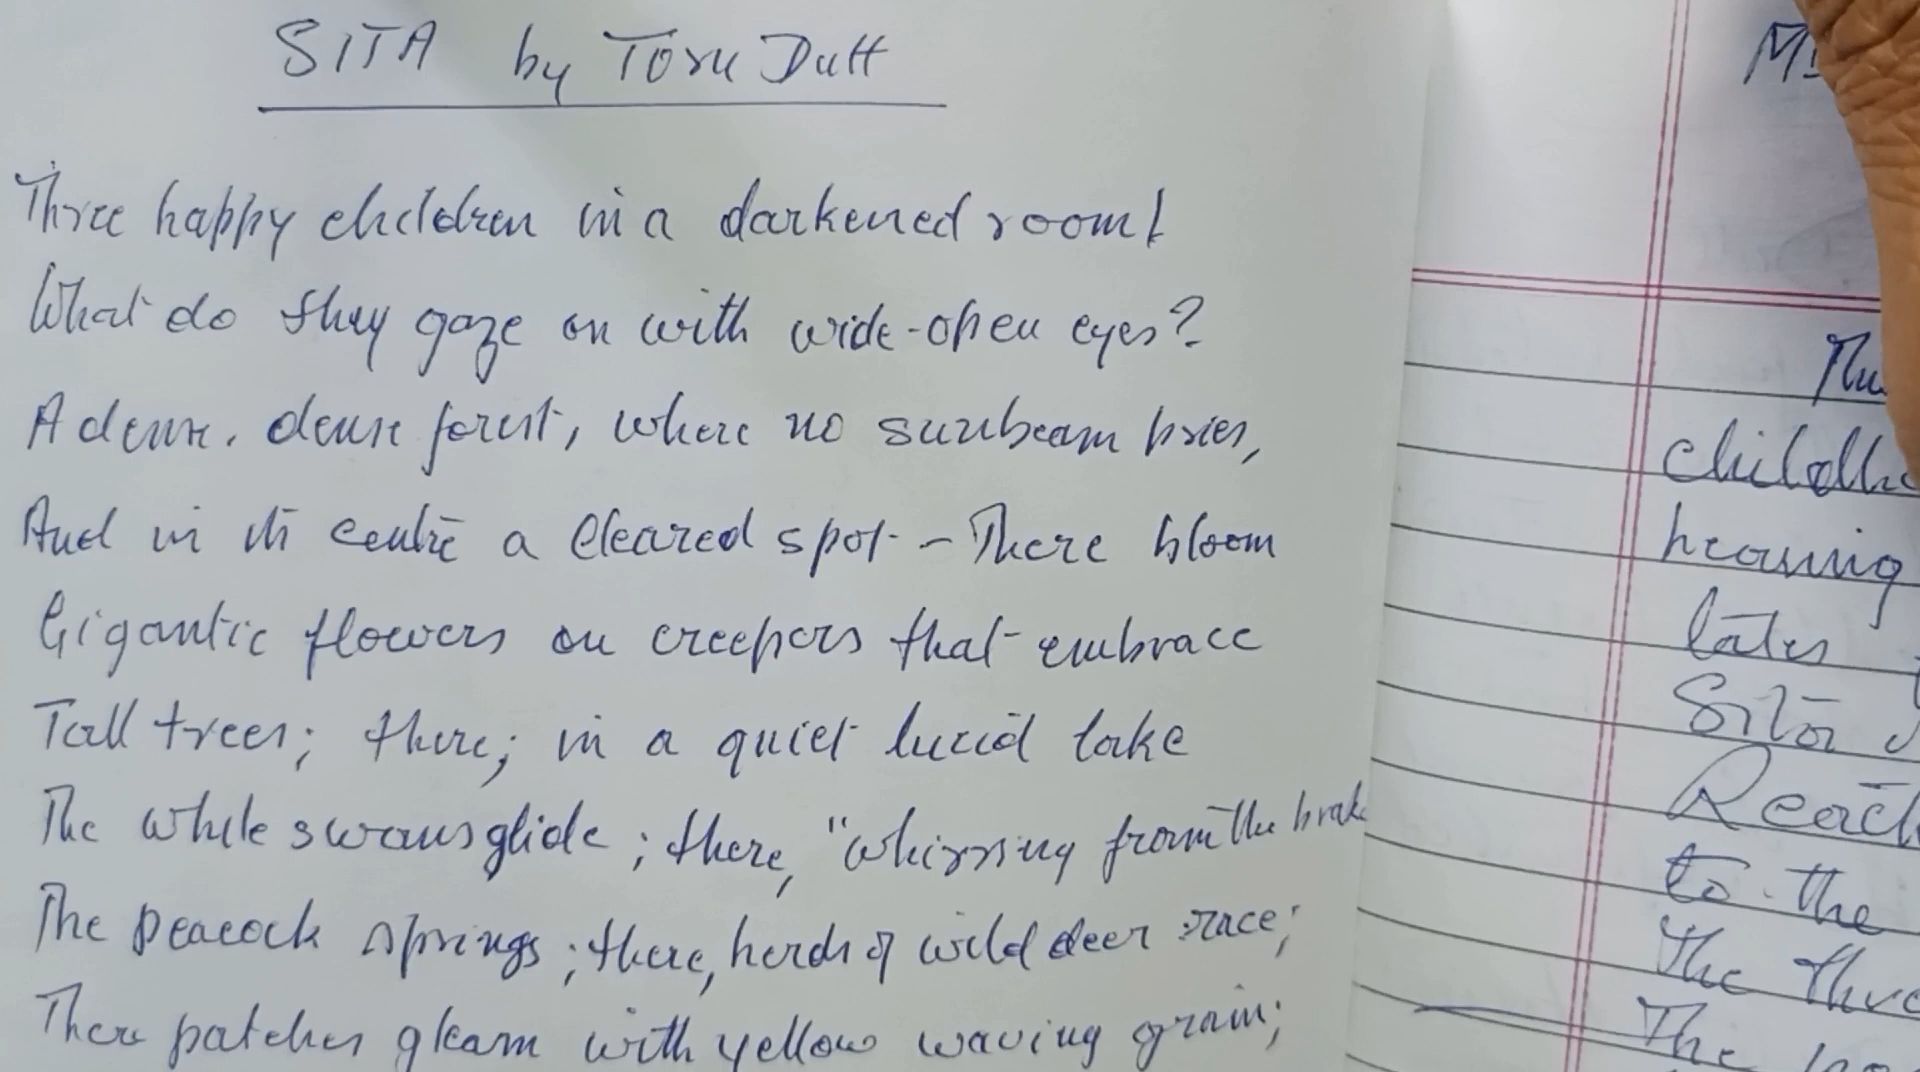 SITA by Toru Dutt
Three happy children in a darkened room!
What do they gaze on with wide-open eyes?
A dense, dense forest, where no sunbeam pries,
And in its centre a cleared spot - There bloom
Gigantic flowers on creepers that embrace
Tall trees; there; in a quiet lucid lake
The white swans glide; there, "whirring from the brake
The peacock springs; there, herds of wild deer race;
There patches gleam with yellow waving grain;
hearing
later
Sita
to the
The
The